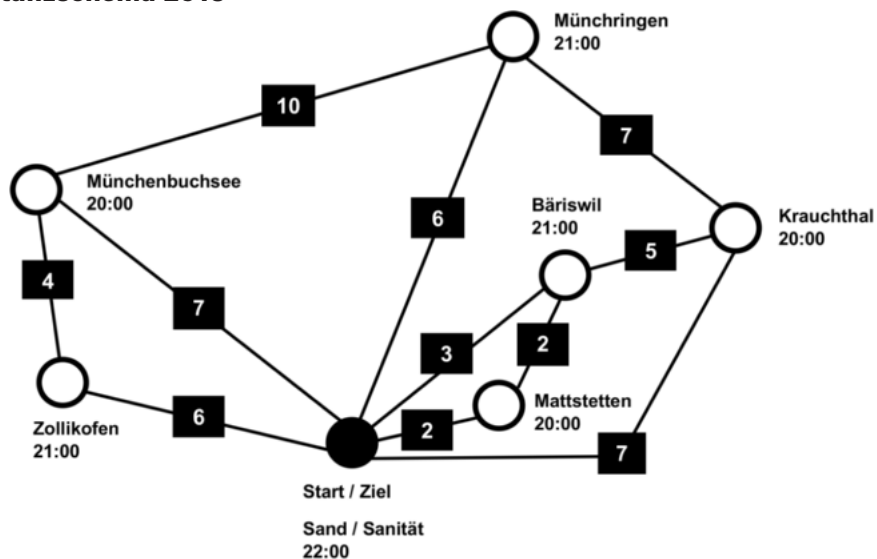 Münchringen
21:00
10
7
Münchenbuchsee
20:00
6
Bäriswil
21:00
Krauchthal
20:00
5
4
7
3
2
Mattstetten
20:00
6
2
7
Zollikofen
21:00
Start / Ziel
Sand / Sanität
22:00